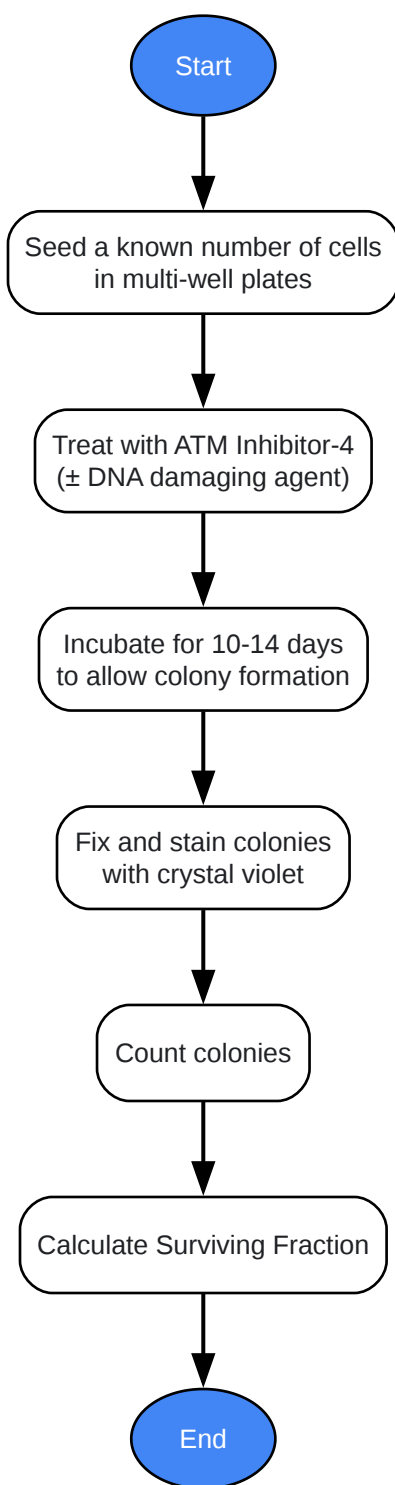 Start
Seed a known number of cells
in multi-well plates
Treat with ATM Inhibitor-4
(± DNA damaging agent)
Incubate for 10-14 days
to allow colony formation
Fix and stain colonies
with crystal violet
Count colonies
Calculate Surviving Fraction
End